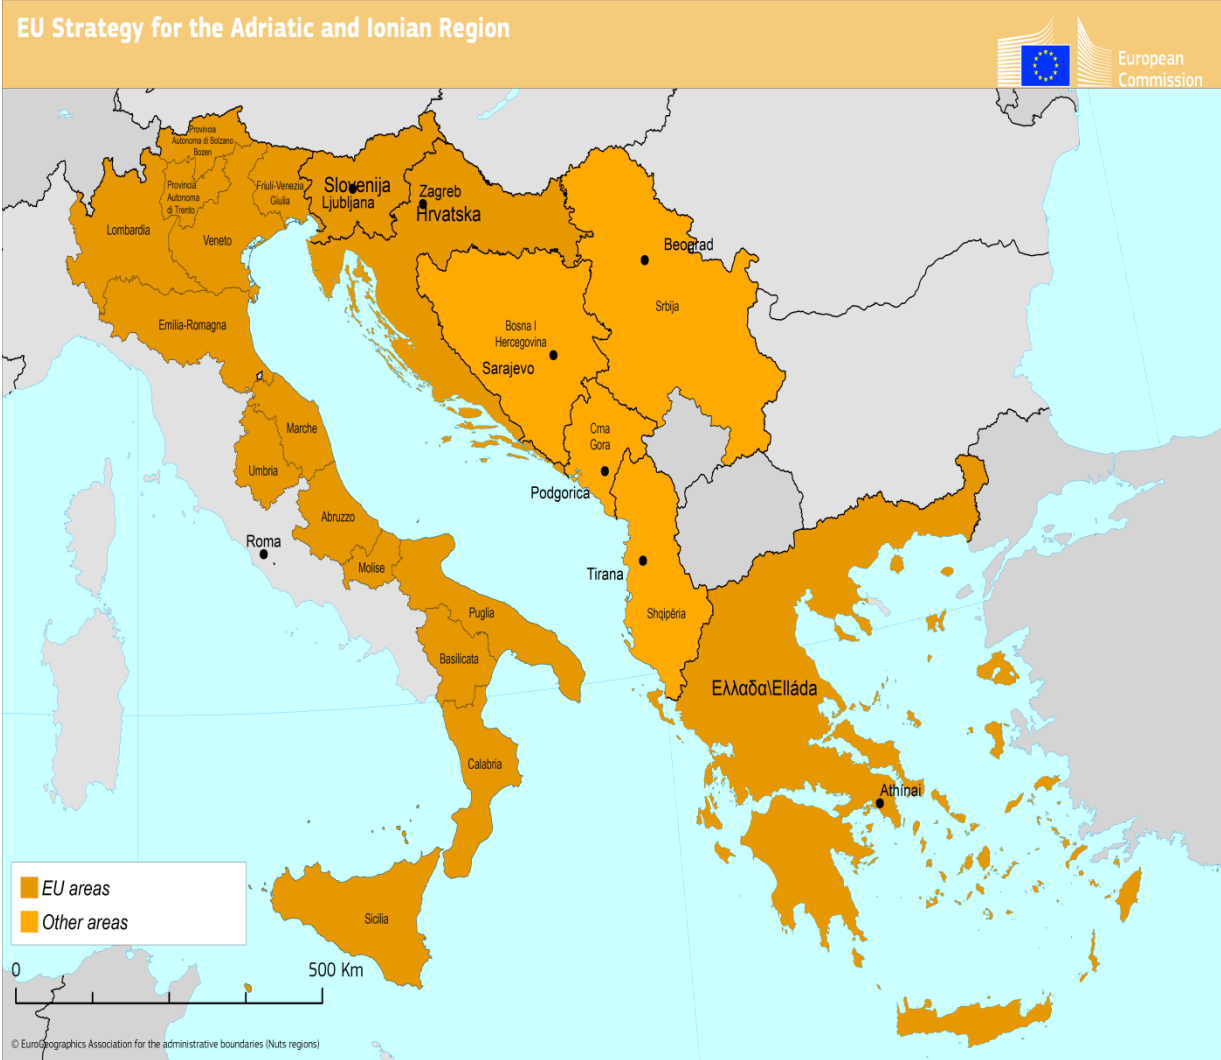 EU Strategy for the Adriatic and Ionian Region
European
Commission
Provincia
Autonoma di Bolzano
Bozen
Provincia
Autonoma
di Trento
Friuli-Venezia
Giulia
Slovenija
Ljubljana
Zagreb
Hrvatska
Lombardia
Veneto
Beograd
Srbija
Emilia-Romagna
Bosna I
Hercegovina
Sarajevo
Marche
Crna
Gora
Umbria
Podgorica
Abruzzo
Roma
Molise
Tirana
Puglia
Shqipëria
Basilicata
Ελλαδα\Elláda
Calabria
Athínai
EU areas
Other areas
Sicilia
0
500 Km
© EuroGeographics Association for the administrative boundaries (Nuts regions)